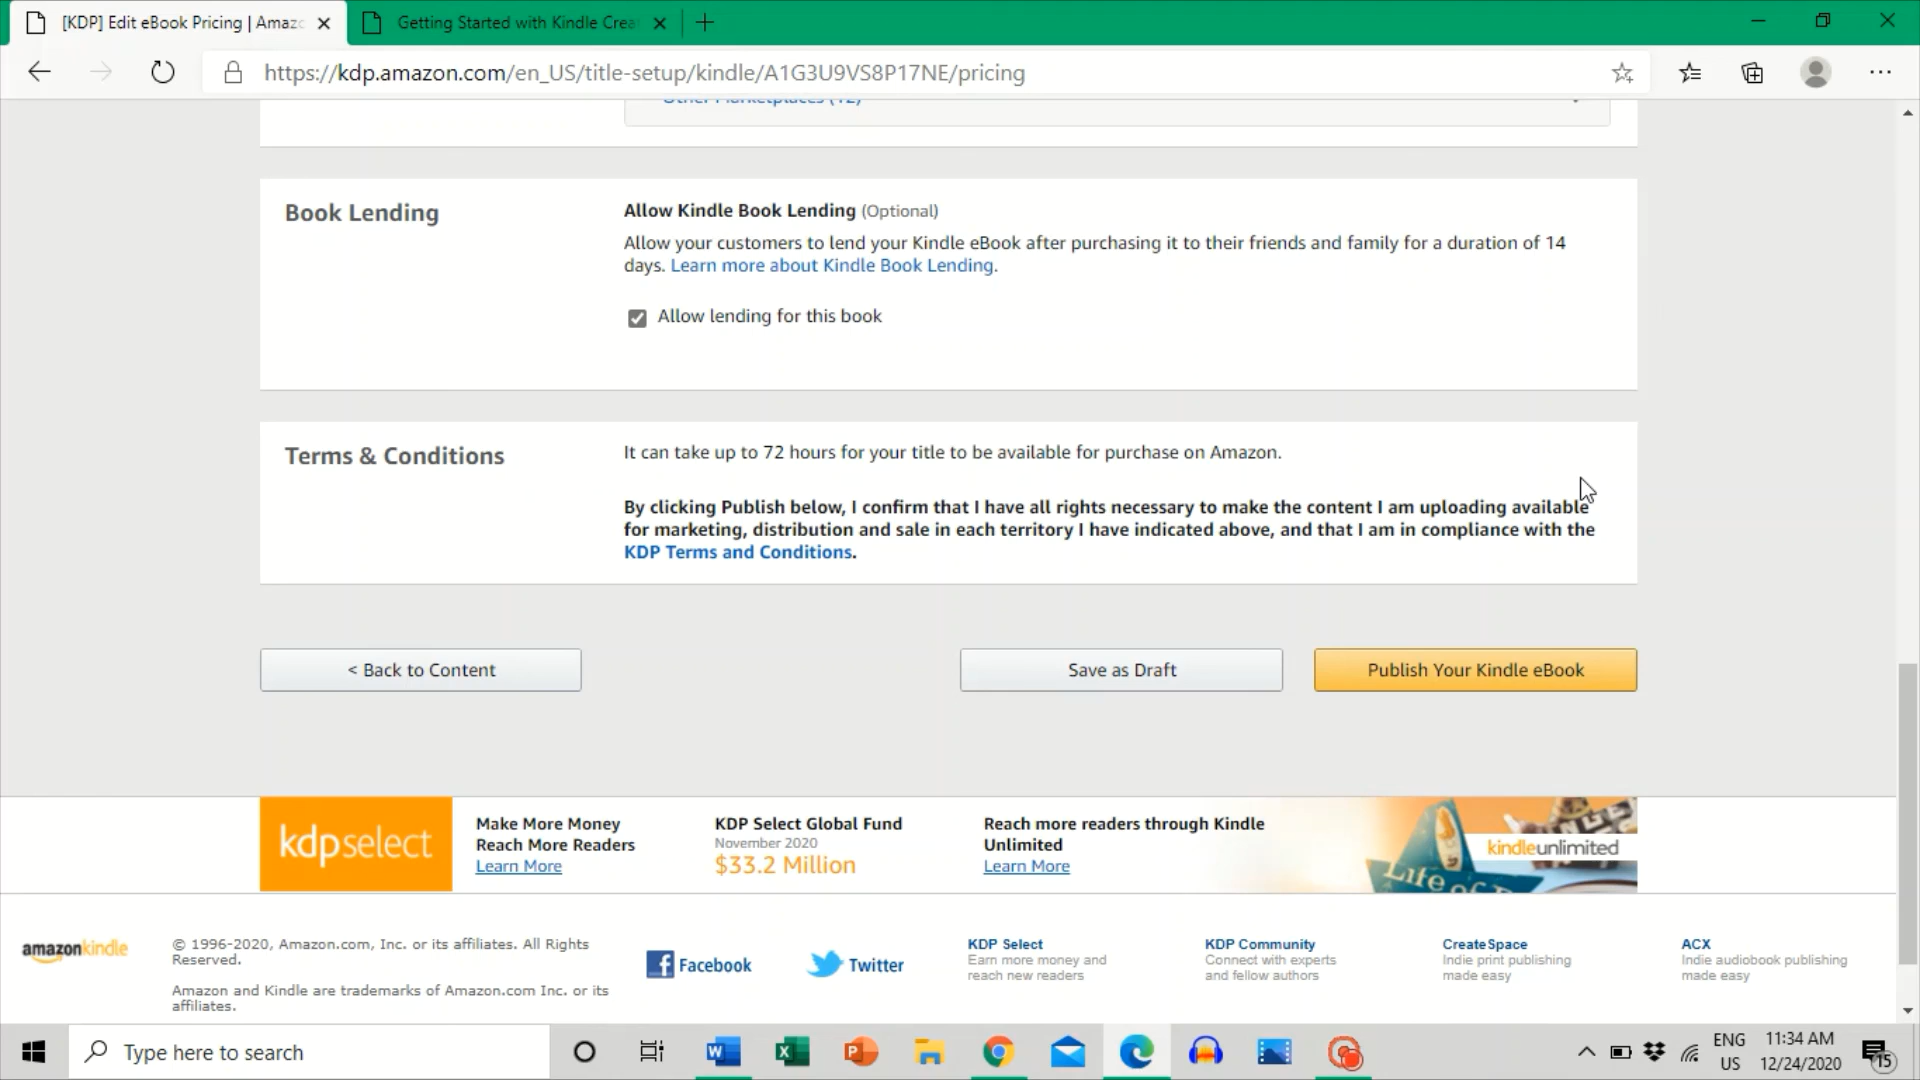 [KDP] Edit eBook Pricing | Amazo
Getting Started with Kindle Crea
https://kdp.amazon.com/en_US/title-setup/kindle/A1G3U9VS8P17NE/pricing
Other Marketplaces (12)
Book Lending
Allow Kindle Book Lending (Optional)
Allow your customers to lend your Kindle eBook after purchasing it to their friends and family for a duration of 14
days. Learn more about Kindle Book Lending.
Allow lending for this book
Terms & Conditions
It can take up to 72 hours for your title to be available for purchase on Amazon.
By clicking Publish below, I confirm that I have all rights necessary to make the content I am uploading available
for marketing, distribution and sale in each territory I have indicated above, and that I am in compliance with the
KDP Terms and Conditions.
< Back to Content
Save as Draft
Publish Your Kindle eBook
kdpselect
Make More Money
Reach More Readers
Learn More
KDP Select Global Fund
November 2020
$33.2 Million
Reach more readers through Kindle
Unlimited
Learn More
kindleunlimited
Life of
amazonkindle
© 1996-2020, Amazon.com, Inc. or its affiliates. All Rights
Reserved.
Amazon and Kindle are trademarks of Amazon.com Inc. or its
affiliates.
Facebook
Twitter
KDP Select
Earn more money and
reach new readers
KDP Community
Connect with experts
and fellow authors
CreateSpace
Indie print publishing
made easy
ACX
Indie audiobook publishing
made easy
Type here to search
ENG
US
11:34 AM
12/24/2020
15